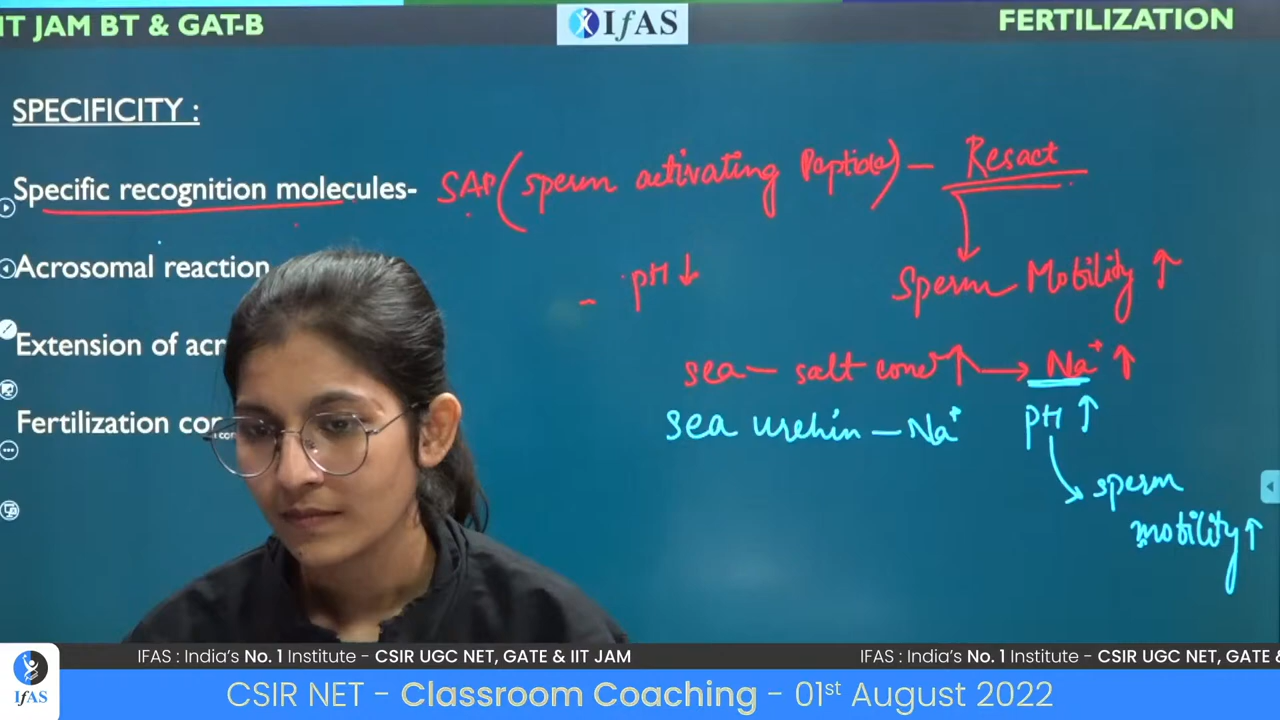 IIT JAM BT & GAT-B
IfAS
FERTILIZATION
SPECIFICITY :
Specific recognition molecules- SAP (sperm activating Peptide) – Resact
Sperm Mobility ↑
Acrosomal reaction
- pH ↓
sea – salt conc ↑ → Na+ ↑
Extension of acr
sea urchin – Na+
pH ↑
Fertilization con
sperm
mobility ↑
IFAS : India's No. 1 Institute - CSIR UGC NET, GATE & IIT JAM
IFAS : India's No. 1 Institute - CSIR UGC NET, GATE &
IfAS
CSIR NET - Classroom Coaching - 01st August 2022